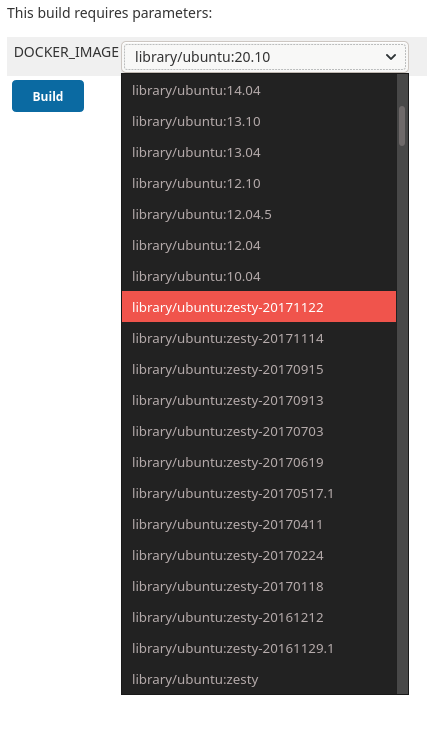 This build requires parameters:
DOCKER_IMAGE library/ubuntu:20.10
Build
library/ubuntu:14.04
library/ubuntu:13.10
library/ubuntu:13.04
library/ubuntu:12.10
library/ubuntu:12.04.5
library/ubuntu:12.04
library/ubuntu:10.04
library/ubuntu:zesty-20171122
library/ubuntu:zesty-20171114
library/ubuntu:zesty-20170915
library/ubuntu:zesty-20170913
library/ubuntu:zesty-20170703
library/ubuntu:zesty-20170619
library/ubuntu:zesty-20170517.1
library/ubuntu:zesty-20170411
library/ubuntu:zesty-20170224
library/ubuntu:zesty-20170118
library/ubuntu:zesty-20161212
library/ubuntu:zesty-20161129.1
library/ubuntu:zesty